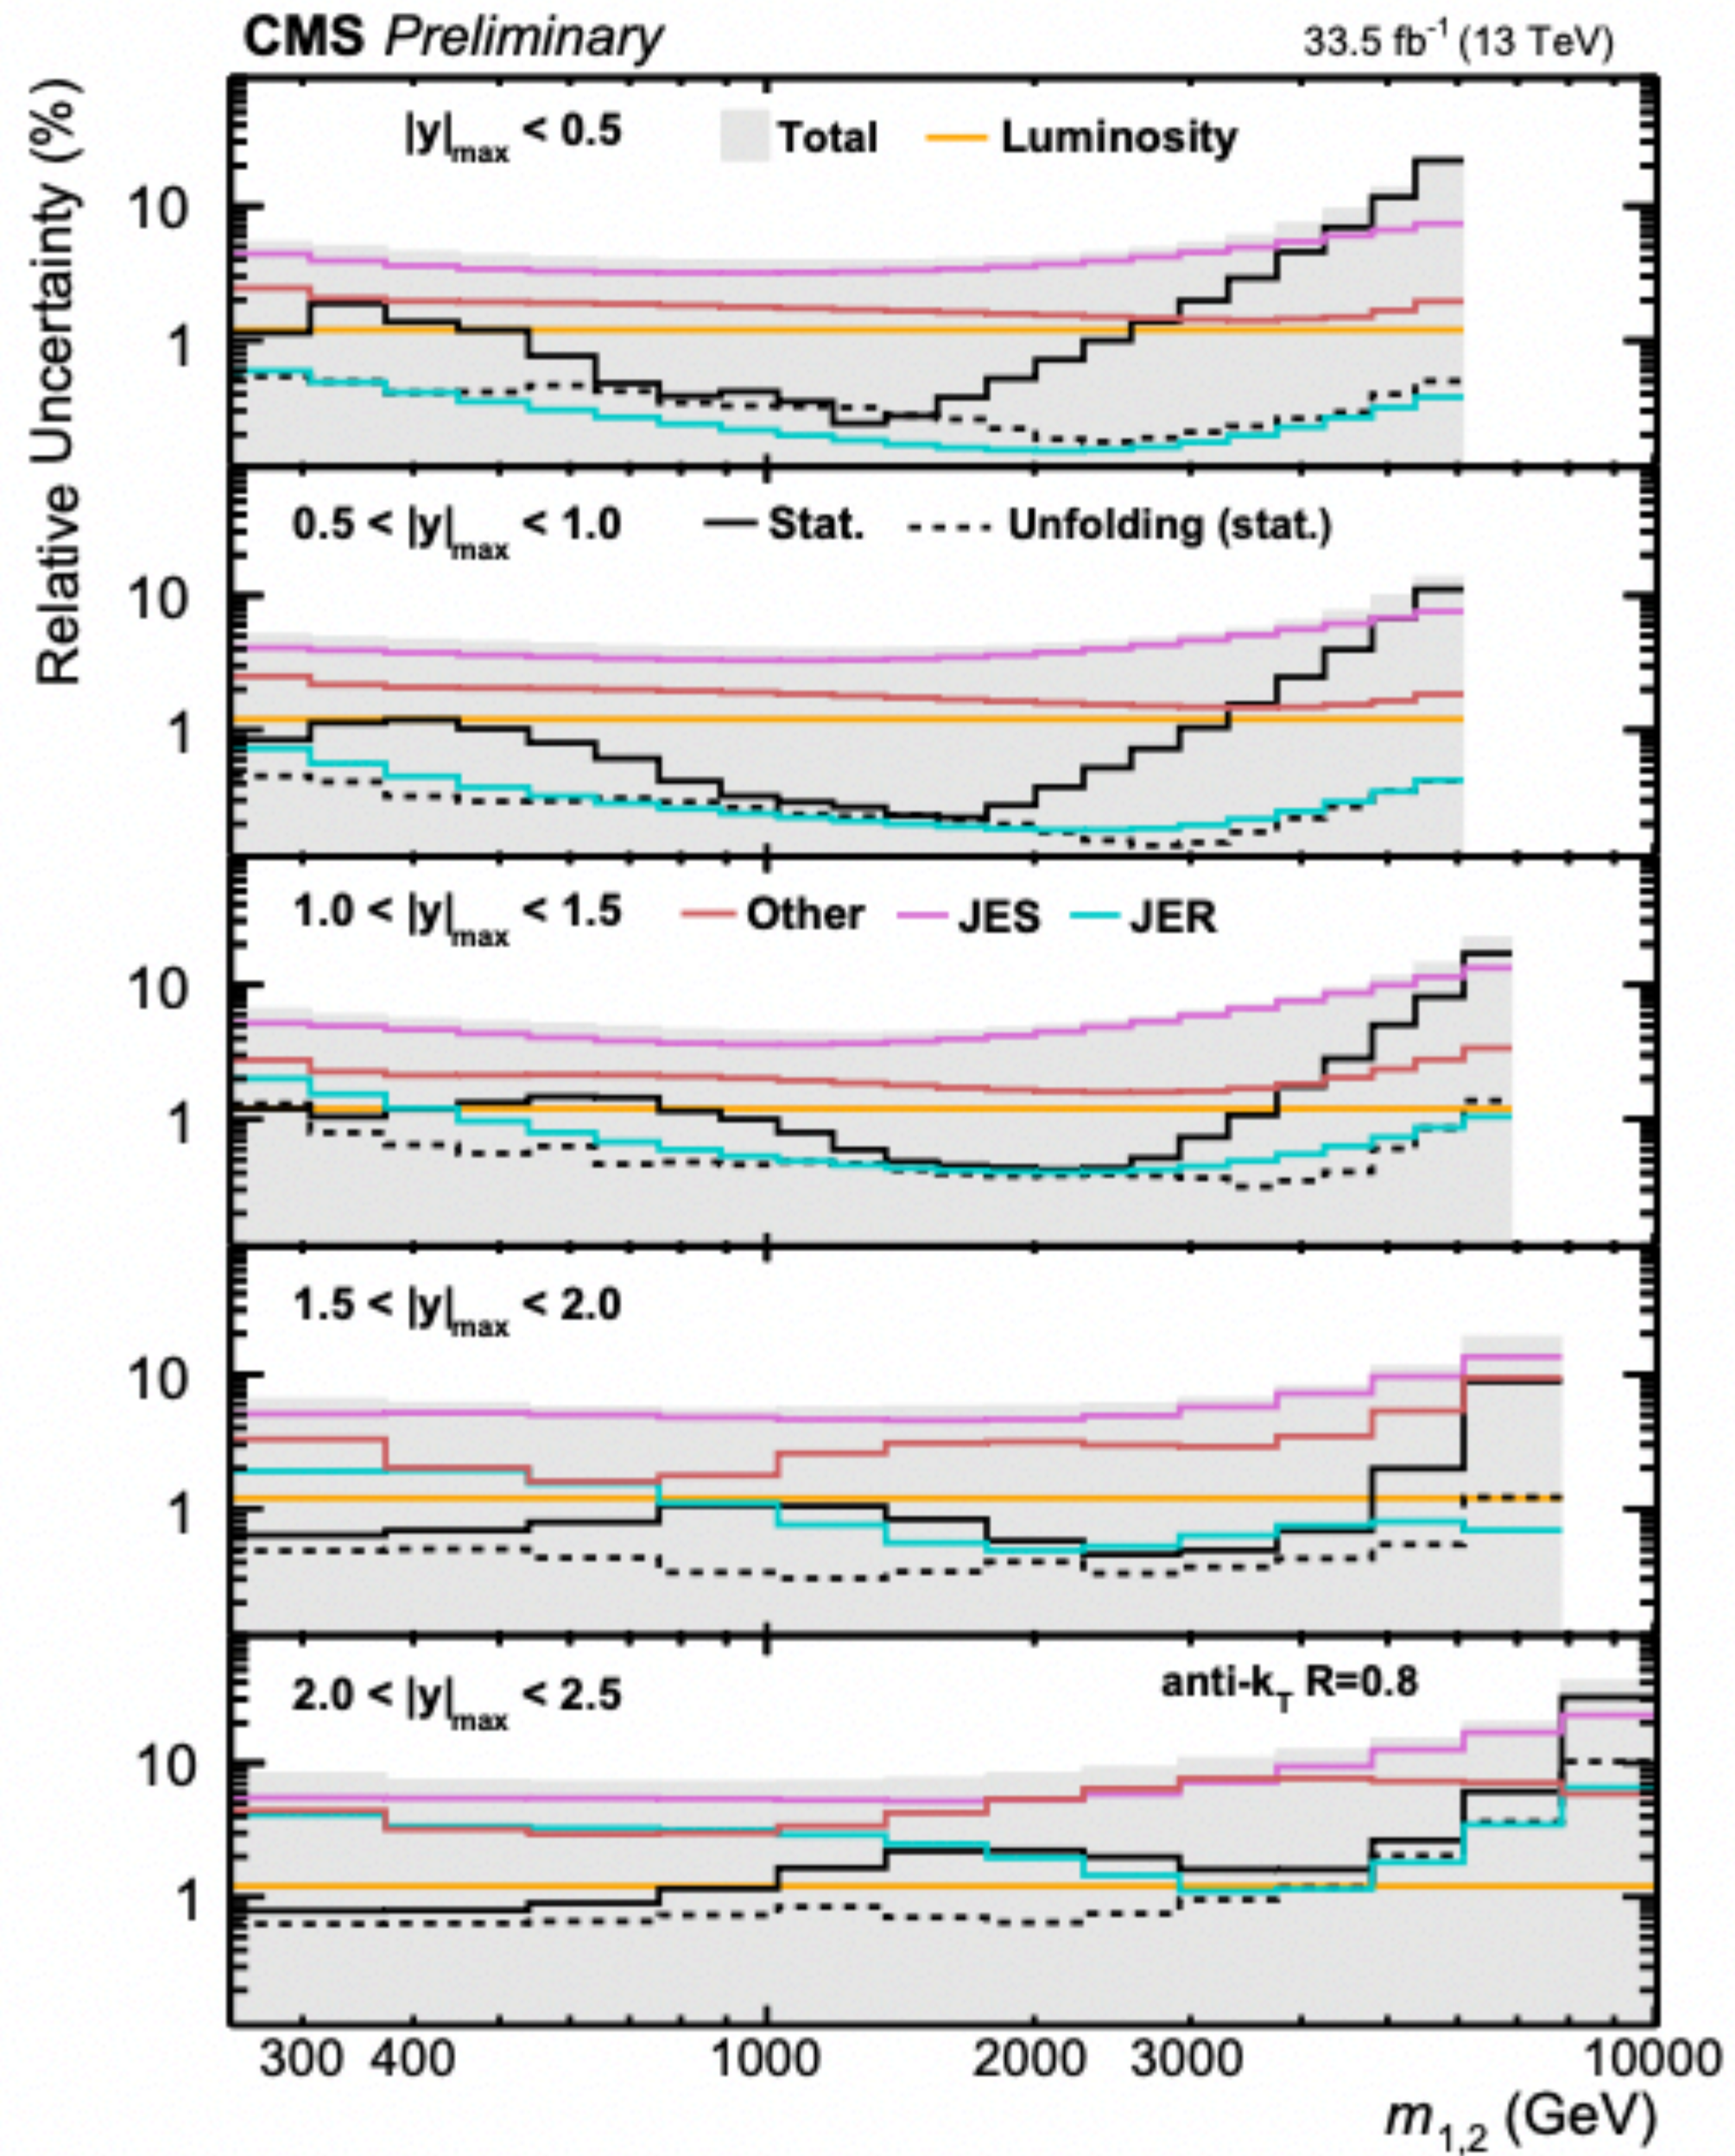 CMS Preliminary 33.5 fb⁻¹ (13 TeV)
Relative Uncertainty (%)
|y|max < 0.5 Total Luminosity
10
1
0.5 < |y|max < 1.0 Stat. Unfolding (stat.)
10
1
1.0 < |y|max < 1.5 Other JES JER
10
1
1.5 < |y|max < 2.0
10
1
2.0 < |y|max < 2.5 anti-kT R=0.8
10
1
300 400 1000 2000 3000 10000
m1,2 (GeV)